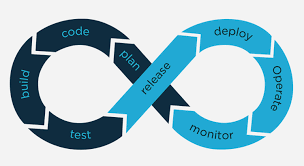 plan
code
build
test
release
deploy
Operate
monitor